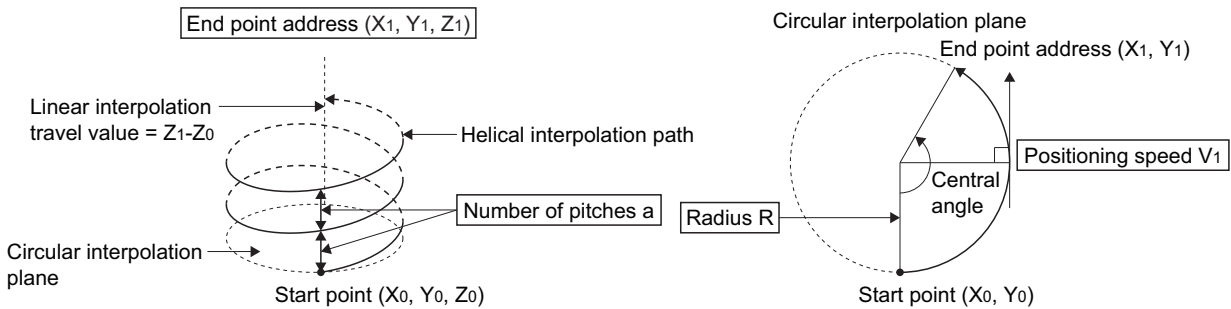 End point address (X1, Y1, Z1)
Linear interpolation
travel value = Z1-Z0
Helical interpolation path
Number of pitches a
Circular interpolation
plane
Start point (X0, Y0, Z0)
Circular interpolation plane
End point address (X1, Y1)
Positioning speed V1
Central
angle
Radius R
Start point (X0, Y0)